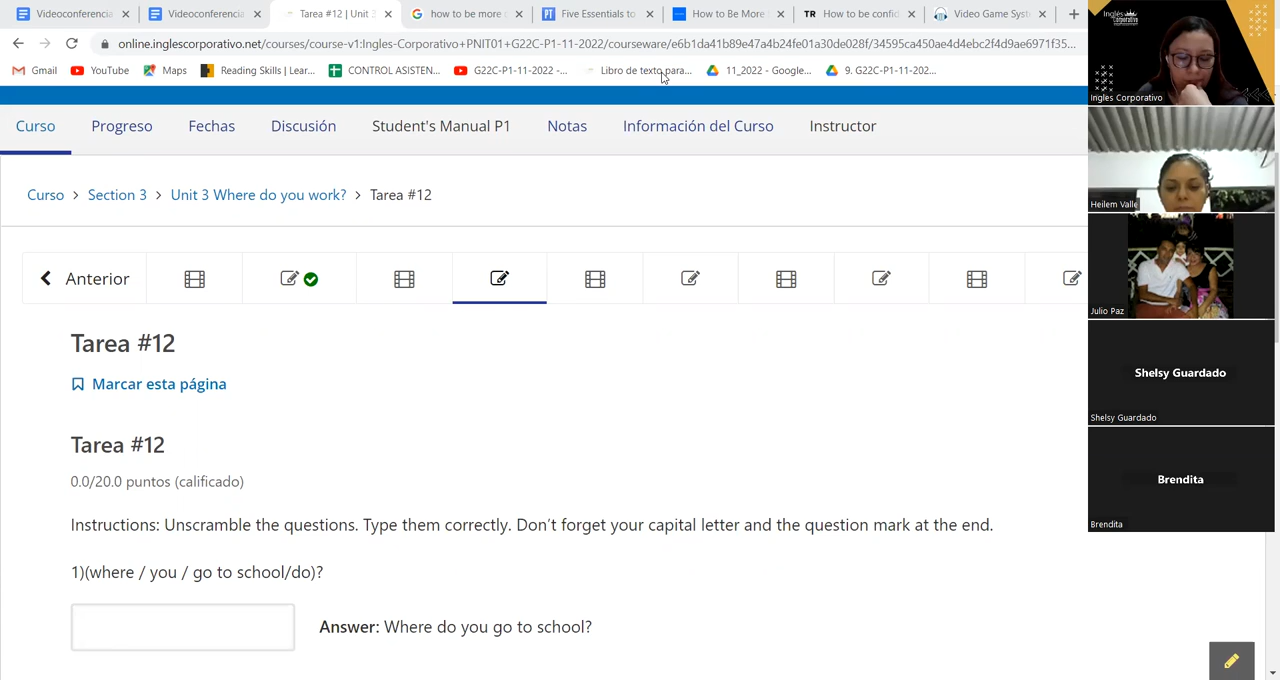 Videoconferencia
Videoconferencia
Tarea #12 | Unit 3
how to be more c
Five Essentials to
How to Be More
TR How to be confid
Video Game Syst
online.inglescorporativo.net/courses/course-v1:Ingles-Corporativo+PNIT01+G22C-P1-11-2022/courseware/e6b1da41b89e47a4b24fe01a30de028f/34595ca450ae4d4ebc2f4d9ae6971f35...
Gmail
YouTube
Maps
Reading Skills | Lear...
CONTROL ASISTEN...
G22C-P1-11-2022 -...
Libro de texto para...
11_2022 - Google...
9. G22C-P1-11-202...
Curso
Progreso
Fechas
Discusión
Student's Manual P1
Notas
Información del Curso
Instructor
Curso > Section 3 > Unit 3 Where do you work? > Tarea #12
Anterior
Tarea #12
Marcar esta página
Tarea #12
0.0/20.0 puntos (calificado)
Instructions: Unscramble the questions. Type them correctly. Don't forget your capital letter and the question mark at the end.
1)(where / you / go to school/do)?
Answer: Where do you go to school?
Inglés
Corporativo
Ingles Corporativo
Heilem Valle
Julio Paz
Shelsy Guardado
Shelsy Guardado
Brendita
Brendita